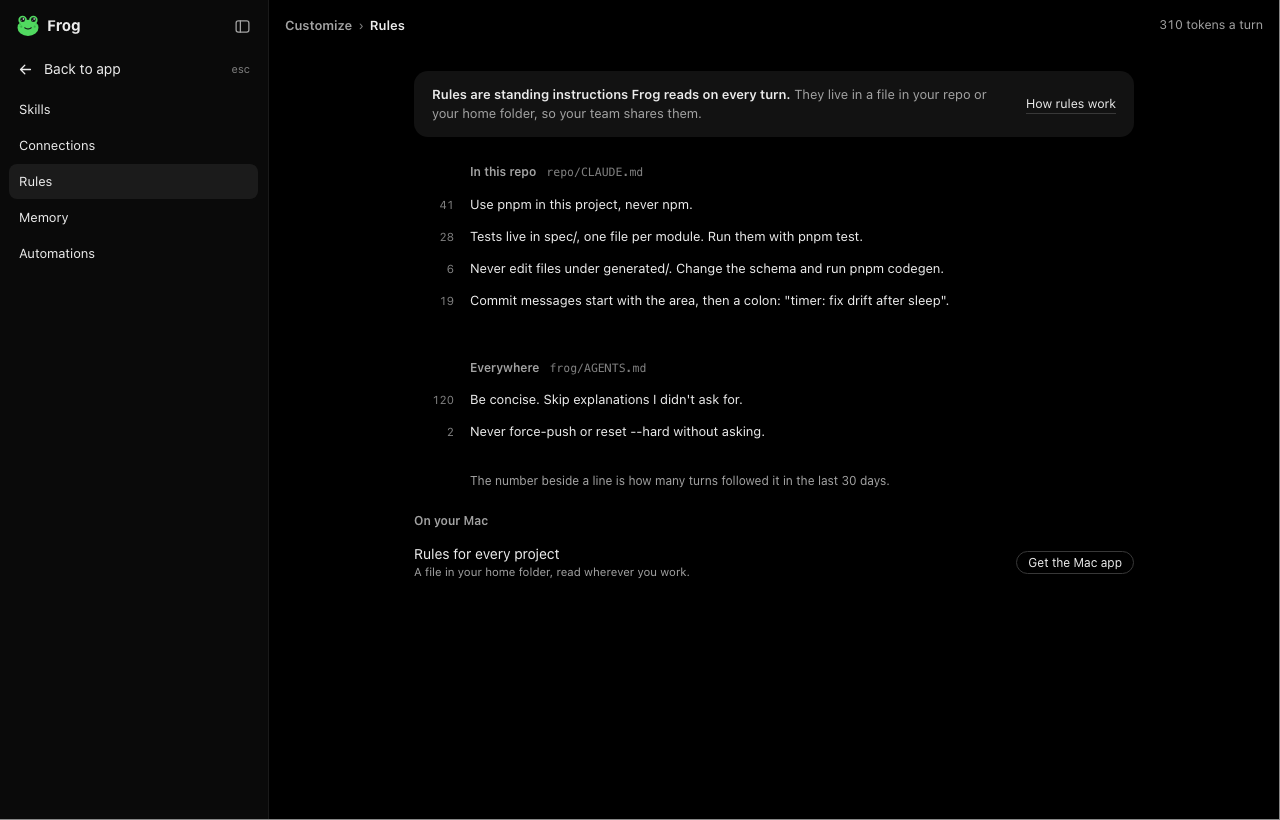 Frog
Customize › Rules
310 tokens a turn
Back to app
esc
Skills
Connections
Rules
Memory
Automations
Rules are standing instructions Frog reads on every turn. They live in a file in your repo or
your home folder, so your team shares them.
How rules work
In this repo repo/CLAUDE.md
41 Use pnpm in this project, never npm.
28 Tests live in spec/, one file per module. Run them with pnpm test.
6 Never edit files under generated/. Change the schema and run pnpm codegen.
19 Commit messages start with the area, then a colon: "timer: fix drift after sleep".
Everywhere frog/AGENTS.md
120 Be concise. Skip explanations I didn't ask for.
2 Never force-push or reset --hard without asking.
The number beside a line is how many turns followed it in the last 30 days.
On your Mac
Rules for every project
A file in your home folder, read wherever you work.
Get the Mac app